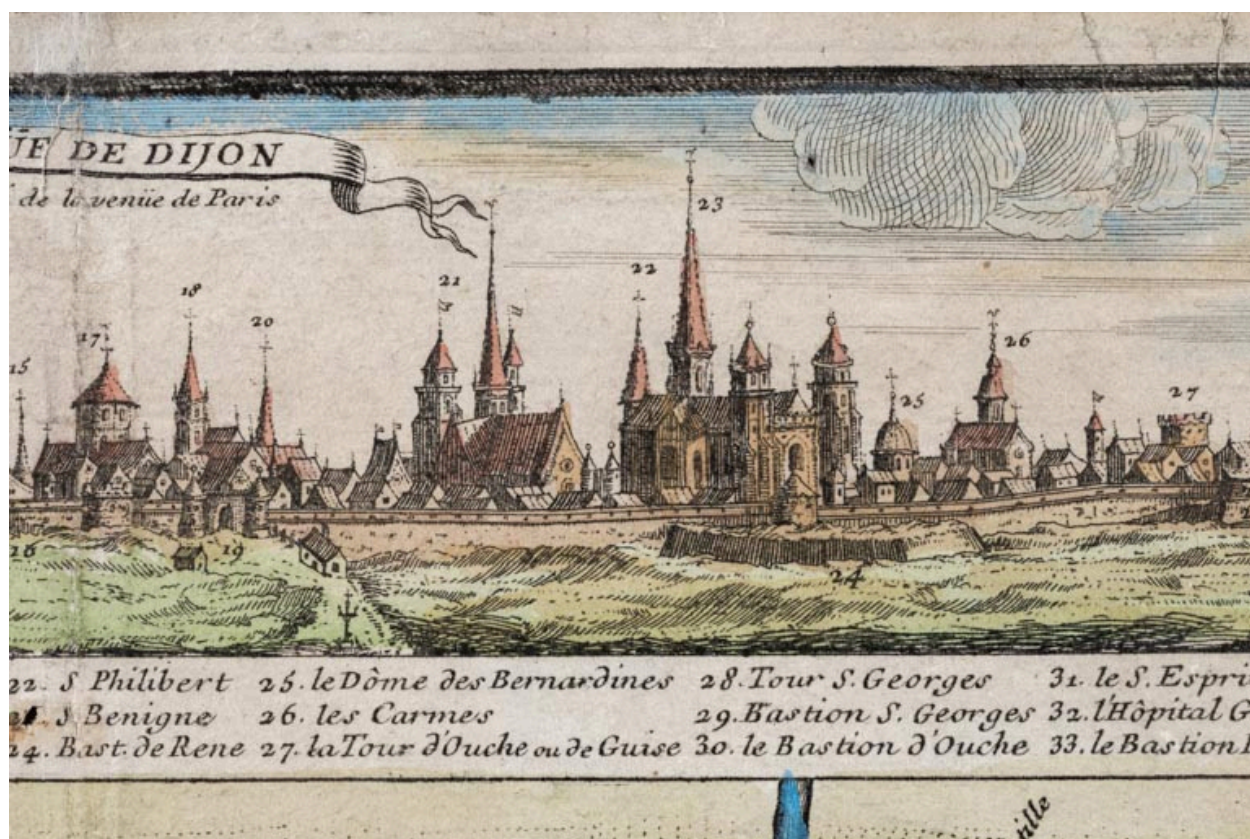 ÜE DE DIJON
de la venüe de Paris
15
17
18
20
21
22
23
25
26
27
19
24
22. S Philibert 25. le Dôme des Bernardines 28. Tour S. Georges 31. le S. Espri
S. Benigne 26. les Carmes 29. Bastion S. Georges 32. l'Hôpital G
24. Bast. de Rene 27. la Tour d'Ouche ou de Guise 30. le Bastion d'Ouche 33. le Bastion
ille